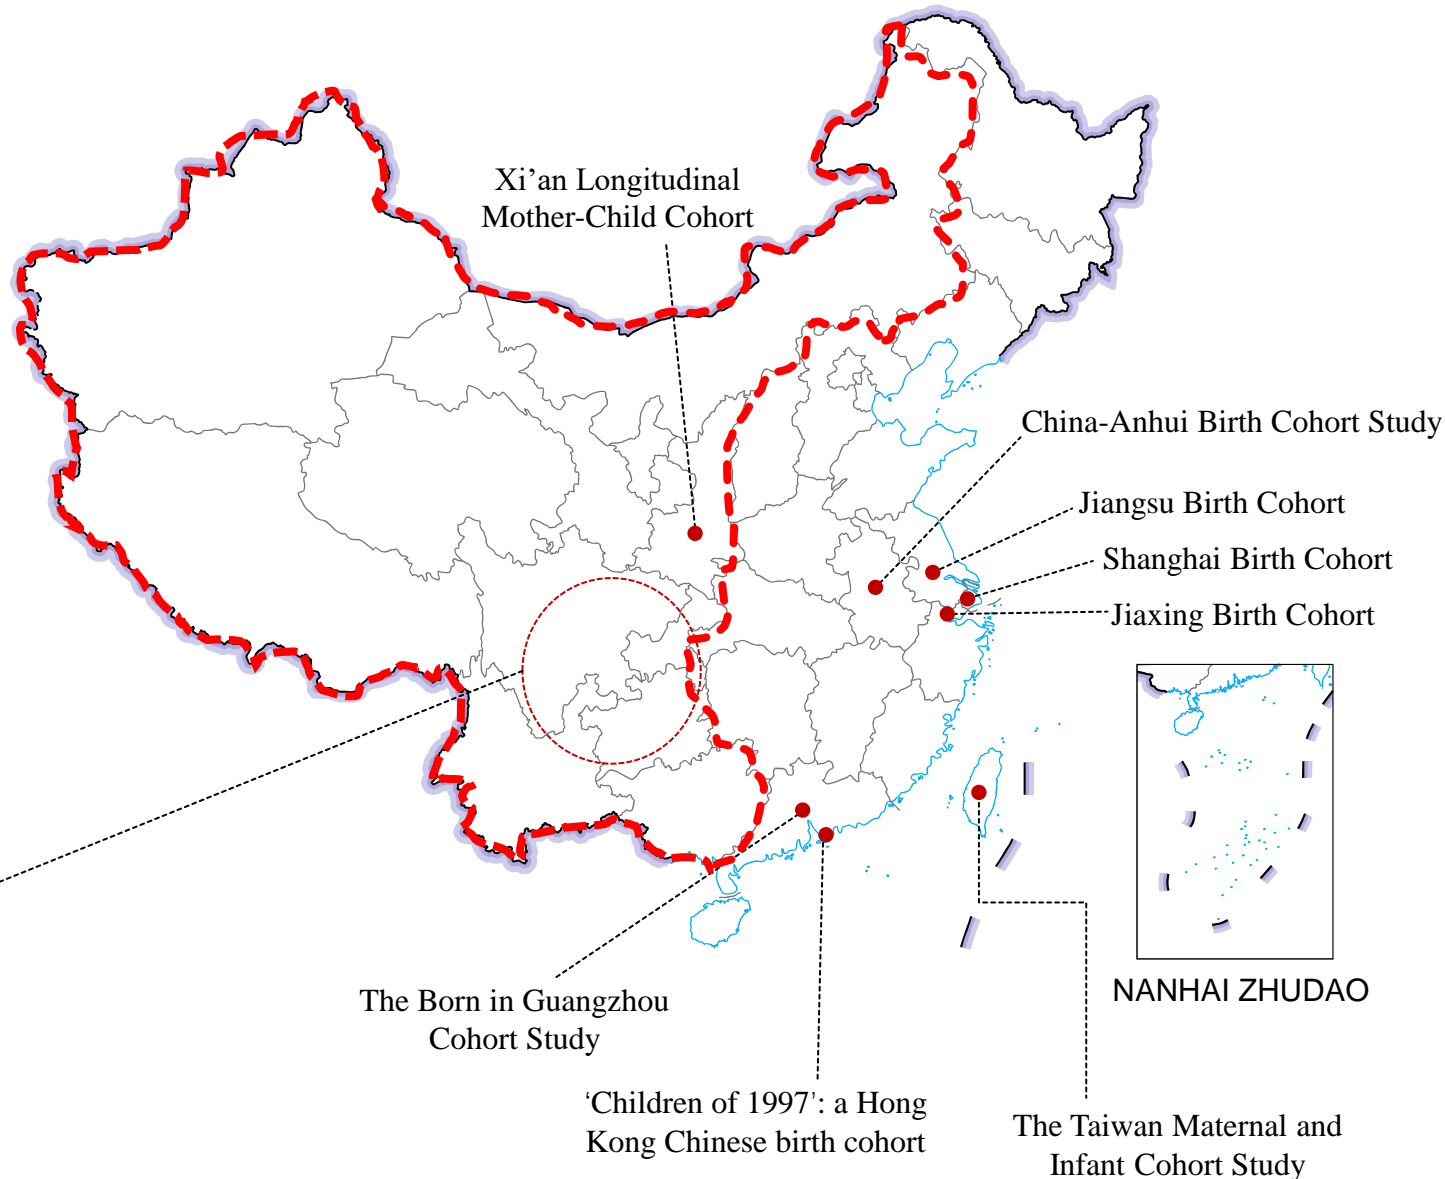 Xi’an Longitudinal
Mother-Child Cohort
China-Anhui Birth Cohort Study
Jiangsu Birth Cohort
Shanghai Birth Cohort
Jiaxing Birth Cohort
NANHAI ZHUDAO
The Born in Guangzhou
Cohort Study
‘Children of 1997’: a Hong
Kong Chinese birth cohort
The Taiwan Maternal and
Infant Cohort Study